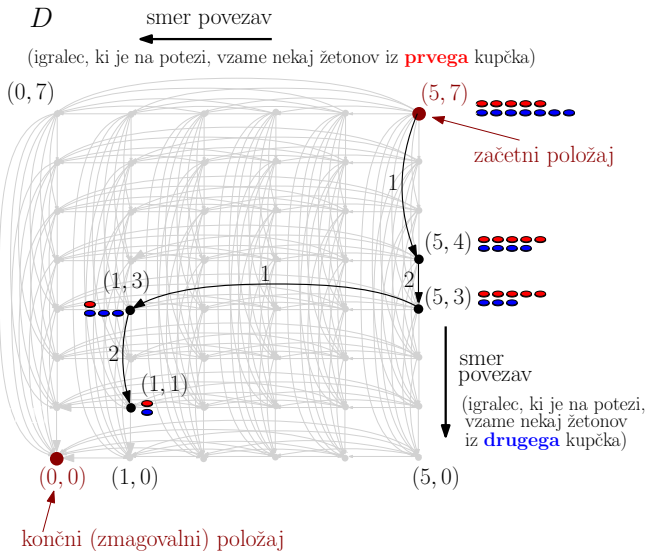 D
smer povezav
(igralec, ki je na potezi, vzame nekaj žetonov iz prvega kupčka)
(0, 7)
(5, 7)
začetni položaj
1
(5, 4)
2
(1, 3)
1
(5, 3)
2
(1, 1)
smer
povezav
(igralec, ki je na potezi,
vzame nekaj žetonov
iz drugega kupčka)
(0, 0)
(1, 0)
(5, 0)
končni (zmagovalni) položaj